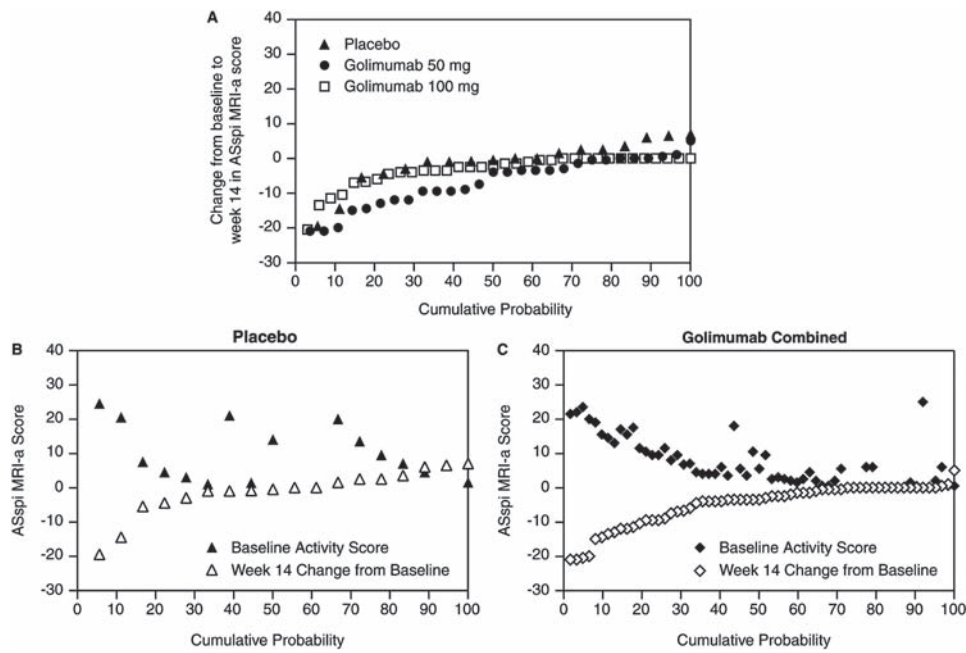 A
Change from baseline to
week 14 in ASspi MRI-a score
40
30
20
10
0
-10
-20
-30
Placebo
Golimumab 50 mg
Golimumab 100 mg
0 10 20 30 40 50 60 70 80 90 100
Cumulative Probability
B
Placebo
ASspi MRI-a Score
40
30
20
10
0
-10
-20
-30
Baseline Activity Score
Week 14 Change from Baseline
0 10 20 30 40 50 60 70 80 90 100
Cumulative Probability
C
Golimumab Combined
ASspi MRI-a Score
40
30
20
10
0
-10
-20
-30
Baseline Activity Score
Week 14 Change from Baseline
0 10 20 30 40 50 60 70 80 90 100
Cumulative Probability